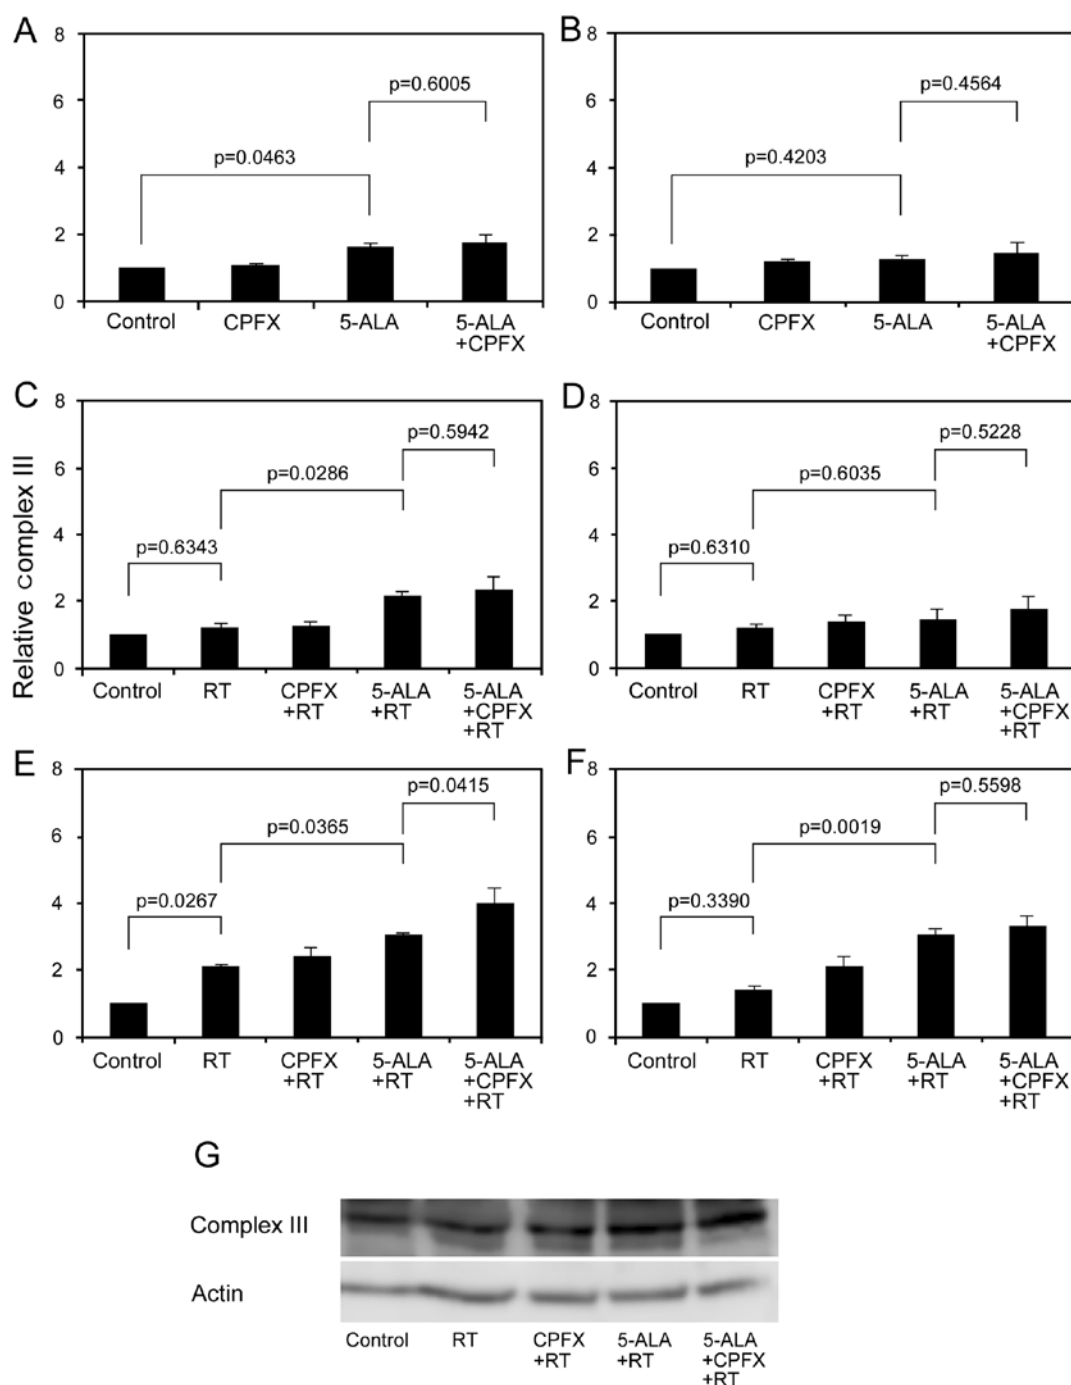 A
8
6
4
2
0
p=0.6005
p=0.0463
Control
CPFX
5-ALA
5-ALA
+CPFX
B
8
6
4
2
0
p=0.4564
p=0.4203
Control
CPFX
5-ALA
5-ALA
+CPFX
Relative complex III
C
8
6
4
2
0
p=0.5942
p=0.0286
p=0.6343
Control
RT
CPFX
+RT
5-ALA
+RT
5-ALA
+CPFX
+RT
D
8
6
4
2
0
p=0.5228
p=0.6035
p=0.6310
Control
RT
CPFX
+RT
5-ALA
+RT
5-ALA
+CPFX
+RT
E
8
6
4
2
0
p=0.0415
p=0.0365
p=0.0267
Control
RT
CPFX
+RT
5-ALA
+RT
5-ALA
+CPFX
+RT
F
8
6
4
2
0
p=0.5598
p=0.0019
p=0.3390
Control
RT
CPFX
+RT
5-ALA
+RT
5-ALA
+CPFX
+RT
G
Complex III
Actin
Control
RT
CPFX
+RT
5-ALA
+RT
5-ALA
+CPFX
+RT